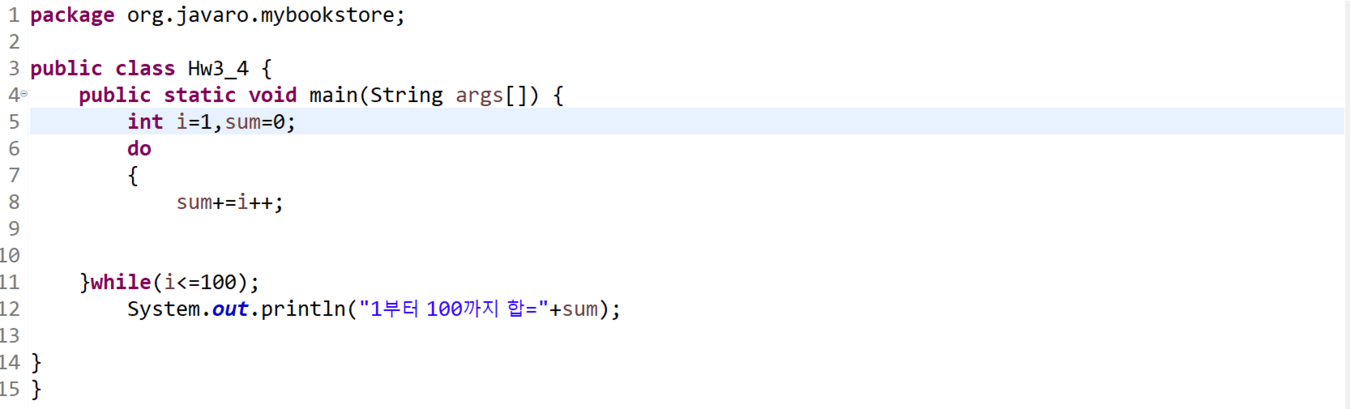 1 package org.javaro.mybookstore;
2
3 public class Hw3_4 {
4     public static void main(String args[]) {
5         int i=1,sum=0;
6         do
7         {
8             sum+=i++;
9
10
11     }while(i<=100);
12         System.out.println("1부터 100까지 합="+sum);
13
14 }
15 }